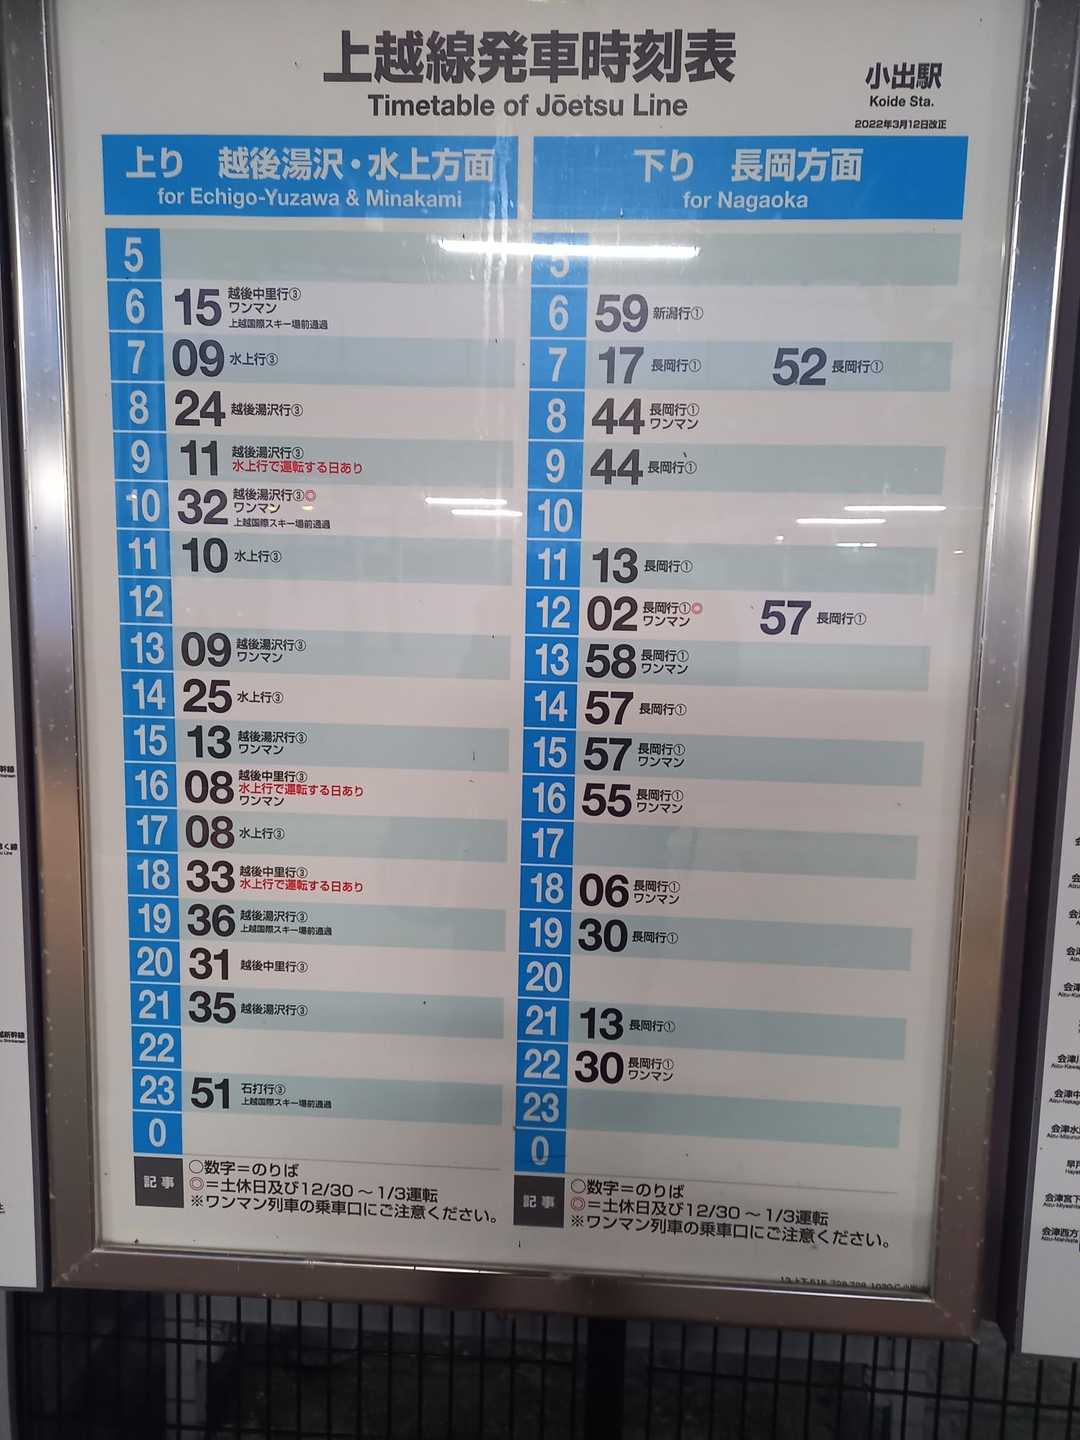 上越線発車時刻表
Timetable of Jōetsu Line
小出駅
Koide Sta.
2022年3月12日改正
上り 越後湯沢・水上方面
for Echigo-Yuzawa & Minakami
5
6 15 越後中里行③
ワンマン
上越国際スキー場前通過
7 09 水上行③
8 24 越後湯沢行③
9 11 越後湯沢行③
水上行で運転する日あり
10 32 越後湯沢行③◎
ワンマン
上越国際スキー場前通過
11 10 水上行③
12
13 09 越後湯沢行③
ワンマン
14 25 水上行③
15 13 越後湯沢行③
ワンマン
16 08 越後中里行③
水上行で運転する日あり
ワンマン
17 08 水上行③
18 33 越後中里行③
水上行で運転する日あり
19 36 越後湯沢行③
上越国際スキー場前通過
20 31 越後中里行③
21 35 越後湯沢行③
22
23 51 石打行③
上越国際スキー場前通過
0
記事
○数字=のりば
◎=土休日及び12/30～1/3運転
※ワンマン列車の乗車口にご注意ください。
下り 長岡方面
for Nagaoka
5
6 59 新潟行①
7 17 長岡行① 52 長岡行①
8 44 長岡行①
ワンマン
9 44 長岡行①
10
11 13 長岡行①
12 02 長岡行①◎ 57 長岡行①
ワンマン
13 58 長岡行①
ワンマン
14 57 長岡行①
15 57 長岡行①
ワンマン
16 55 長岡行①
ワンマン
17
18 06 長岡行①
ワンマン
19 30 長岡行①
20
21 13 長岡行①
22 30 長岡行①
ワンマン
23
0
記事
○数字=のりば
◎=土休日及び12/30～1/3運転
※ワンマン列車の乗車口にご注意ください。
会津水
会津宮下
会津西方